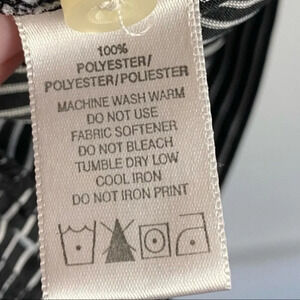 100%
POLYESTER/
POLYESTER/POLIESTER
MACHINE WASH WARM
DO NOT USE
FABRIC SOFTENER
DO NOT BLEACH
TUMBLE DRY LOW
COOL IRON
DO NOT IRON PRINT